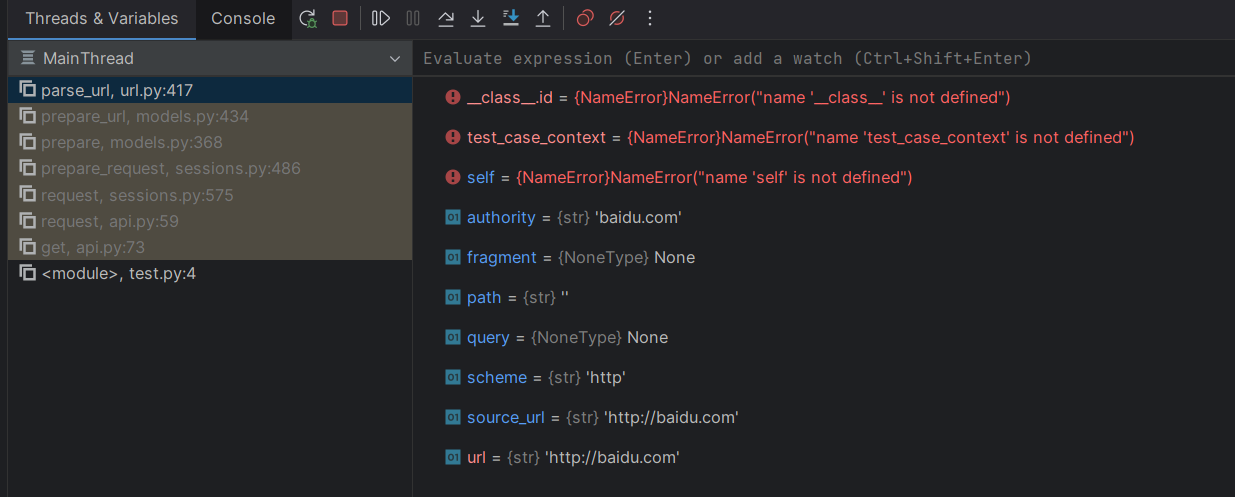 Threads & Variables Console
MainThread
Evaluate expression (Enter) or add a watch (Ctrl+Shift+Enter)
parse_url, url.py:417
prepare_url, models.py:434
prepare, models.py:368
prepare_request, sessions.py:486
request, sessions.py:575
request, api.py:59
get, api.py:73
<module>, test.py:4
__class__.id = {NameError}NameError("name '__class__' is not defined")
test_case_context = {NameError}NameError("name 'test_case_context' is not defined")
self = {NameError}NameError("name 'self' is not defined")
01 authority = {str} 'baidu.com'
01 fragment = {NoneType} None
01 path = {str} ''
01 query = {NoneType} None
01 scheme = {str} 'http'
01 source_url = {str} 'http://baidu.com'
01 url = {str} 'http://baidu.com'